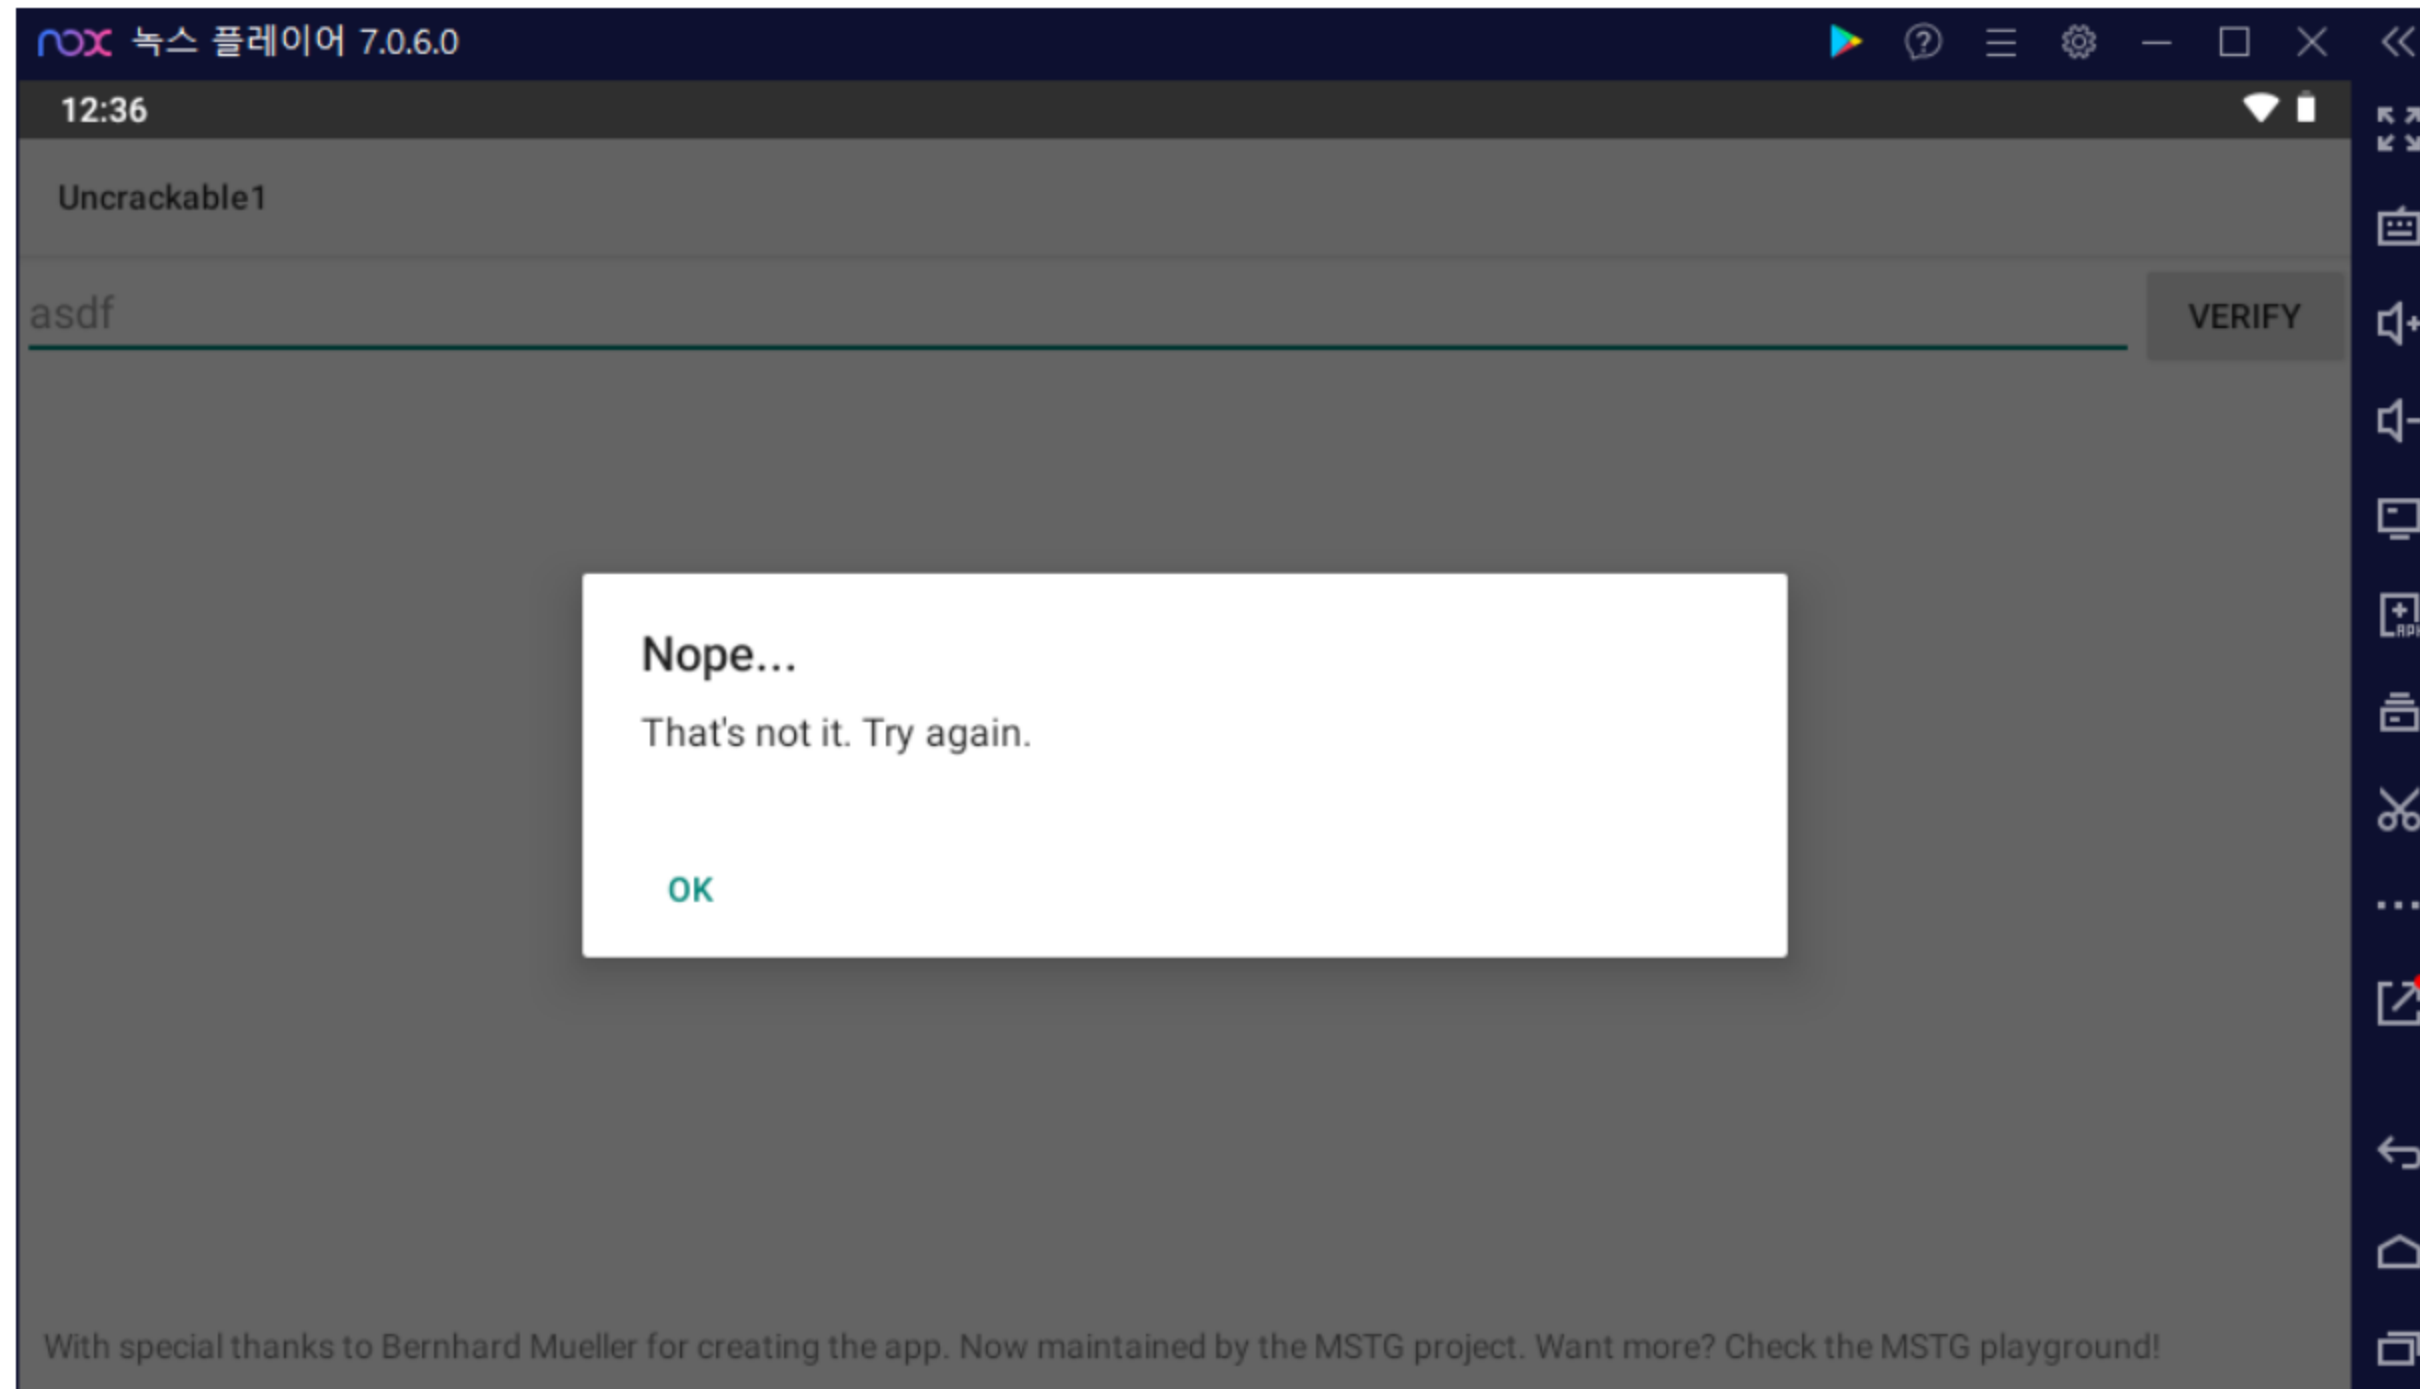 nox 녹스 플레이어 7.0.6.0
12:36
Uncrackable1
asdf
VERIFY
Nope...
That's not it. Try again.
OK
With special thanks to Bernhard Mueller for creating the app. Now maintained by the MSTG project. Want more? Check the MSTG playground!